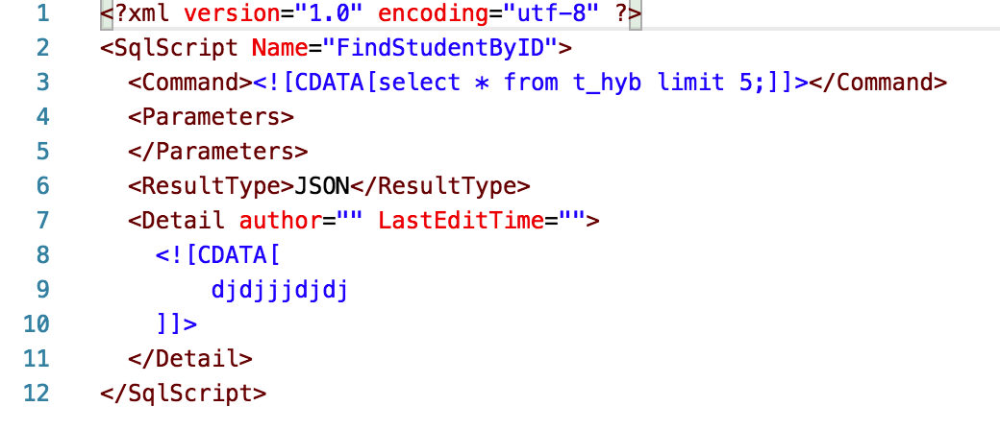 1 <?xml version="1.0" encoding="utf-8" ?>
2 <SqlScript Name="FindStudentByID">
3   <Command><![CDATA[select * from t_hyb limit 5;]]></Command>
4   <Parameters>
5   </Parameters>
6   <ResultType>JSON</ResultType>
7   <Detail author="" LastEditTime="">
8     <![CDATA[
9         djdjjjdjdj
10     ]]>
11   </Detail>
12 </SqlScript>